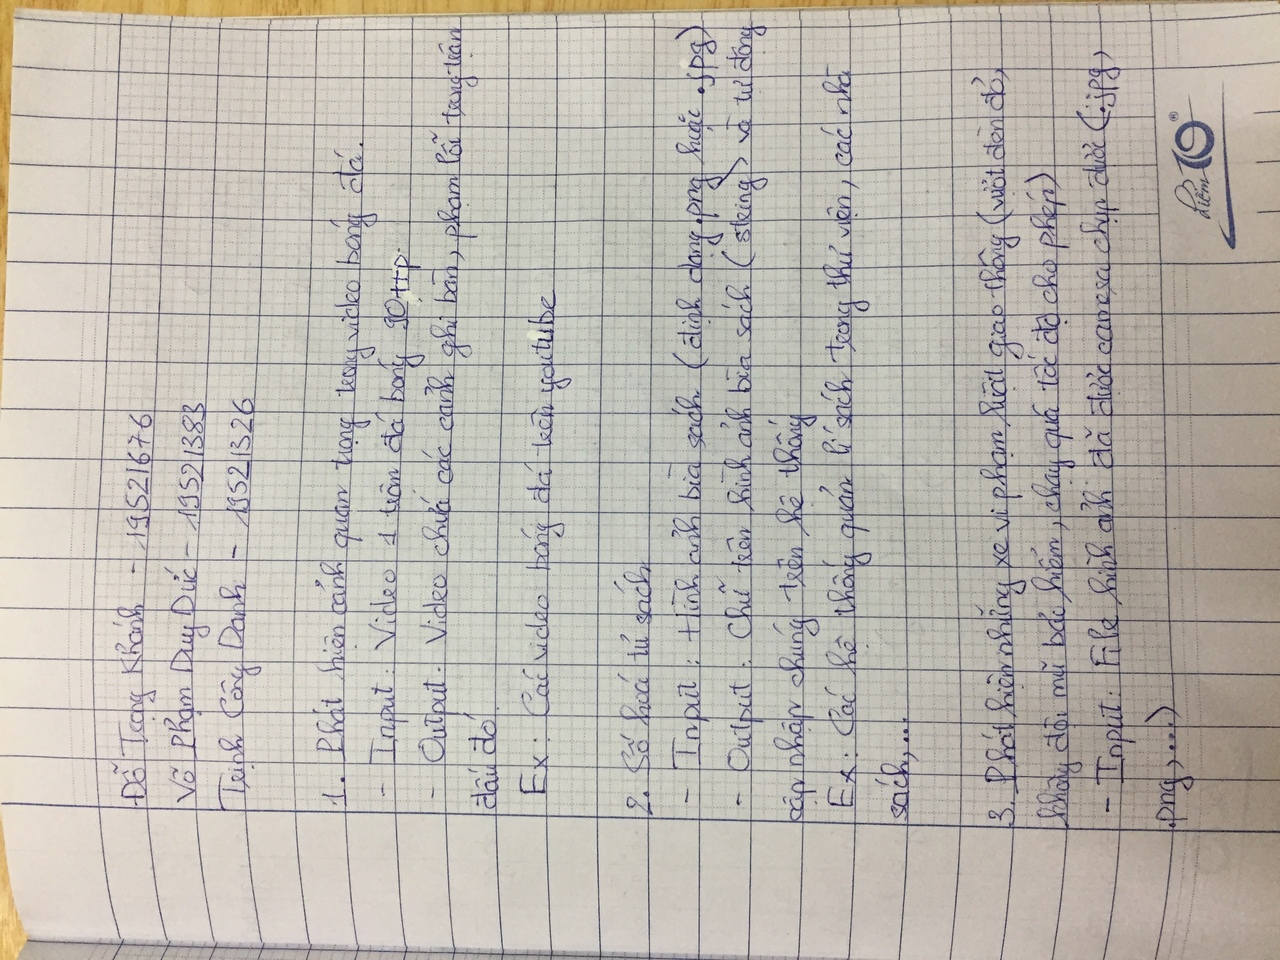 Đỗ Trọng Khánh - 19521676
Võ Phạm Duy Đức - 19521383
Trịnh Công Danh - 19521326
1. Phát hiện cảnh quan trọng trong video bóng đá.
- Input: Video 1 trận đá bóng 90++p.
- Output: Video chứa các cảnh ghi bàn, phạm lỗi trong trận
đấu đó.
Ex: Các video bóng đá trên youtube
2. Số hoá tủ sách
- Input: Hình ảnh bìa sách (định dạng .png hoặc .jpg)
- Output: Chữ trên hình ảnh bìa sách (string) và tự động
cập nhập chúng trên hệ thống
Ex: Các hệ thống quản lí sách trong thư viện, các nhà
sách,...
3. Phát hiện những xe vi phạm luật giao thông (vượt đèn đỏ,
không đội mũ bảo hiểm, chạy quá tốc độ cho phép)
- Input: File hình ảnh đã được camera chụp được (.jpg,
.png,...)
Điểm 10®